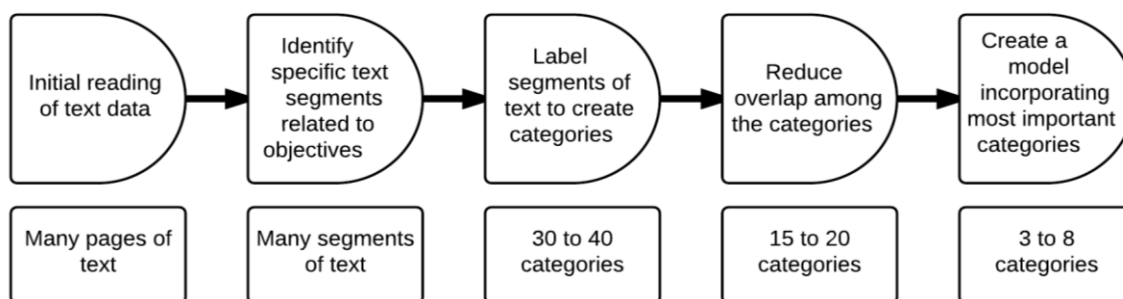 Initial reading
of text data
Identify
specific text
segments
related to
objectives
Label
segments of
text to create
categories
Reduce
overlap among
the categories
Create a
model
incorporating
most important
categories
Many pages of
text
Many segments
of text
30 to 40
categories
15 to 20
categories
3 to 8
categories